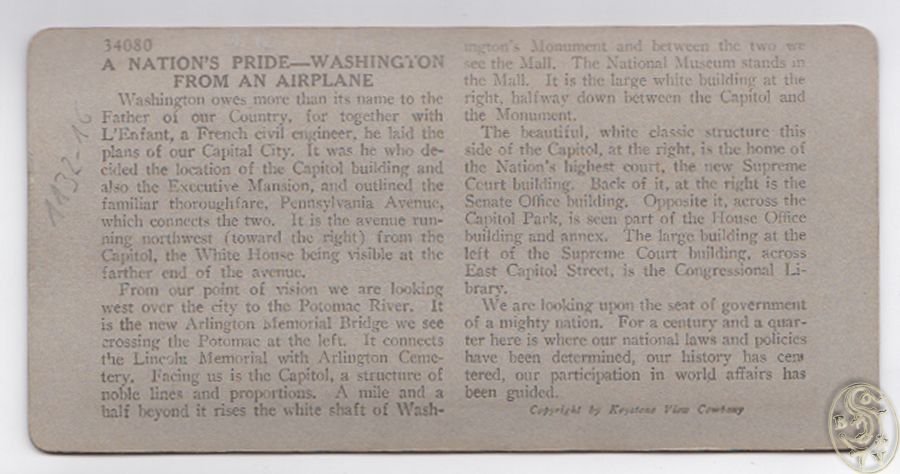 34080
A NATION'S PRIDE—WASHINGTON
FROM AN AIRPLANE
Washington owes more than its name to the
Father of our Country, for together with
L'Enfant, a French civil engineer, he laid the
plans of our Capital City. It was he who de-
cided the location of the Capitol building and
also the Executive Mansion, and outlined the
familiar thoroughfare, Pennsylvania Avenue,
which connects the two. It is the avenue run-
ning northwest (toward the right) from the
Capitol, the White House being visible at the
farther end of the avenue.
From our point of vision we are looking
west over the city to the Potomac River. It
is the new Arlington Memorial Bridge we see
crossing the Potomac at the left. It connects
the Lincoln Memorial with Arlington Ceme-
tery. Facing us is the Capitol, a structure of
noble lines and proportions. A mile and a
half beyond it rises the white shaft of Wash-
ington's Monument and between the two we
see the Mall. The National Museum stands in
the Mall. It is the large white building at the
right, halfway down between the Capitol and
the Monument.
The beautiful, white classic structure this
side of the Capitol, at the right, is the home of
the Nation's highest court, the new Supreme
Court building. Back of it, at the right is the
Senate Office building. Opposite it, across the
Capitol Park, is seen part of the House Office
building and annex. The large building at the
left of the Supreme Court building, across
East Capitol Street, is the Congressional Li-
brary.
We are looking upon the seat of government
of a mighty nation. For a century and a quar-
ter here is where our national laws and policies
have been determined, our history has cen
tered, our participation in world affairs has
been guided.
Copyright by Keystone View Company
1132-16